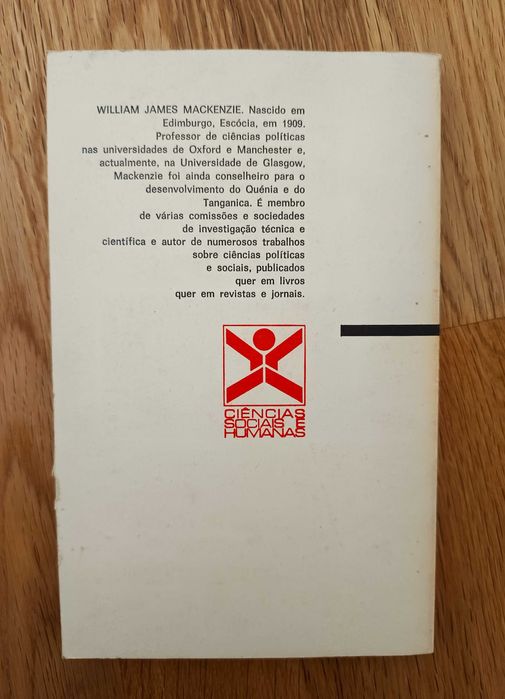 WILLIAM JAMES MACKENZIE. Nascido em
Edimburgo, Escócia, em 1909.
Professor de ciências políticas
nas universidades de Oxford e Manchester e,
actualmente, na Universidade de Glasgow,
Mackenzie foi ainda conselheiro para o
desenvolvimento do Quénia e do
Tanganica. É membro
de várias comissões e sociedades
de investigação técnica e
científica e autor de numerosos trabalhos
sobre ciências políticas
e sociais, publicados
quer em livros
quer em revistas e jornais.
CIÊNCIAS
SOCIAIS E
HUMANAS